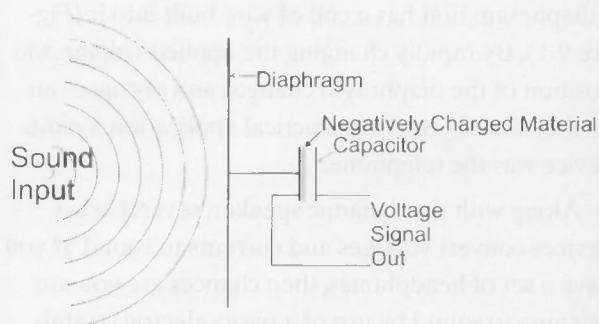 Diaphragm
Negatively Charged Material
Capacitor
Sound
Input
Voltage
Signal
Out